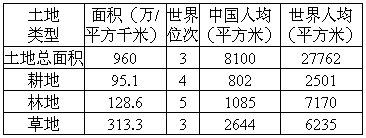 土地类型 面积(万/平方千米) 世界位次 中国人均(平方米) 世界人均(平方米)
土地总面积 960 3 8100 27762
耕地 95.1 4 802 2501
林地 128.6 5 1085 7170
草地 313.3 3 2644 6235